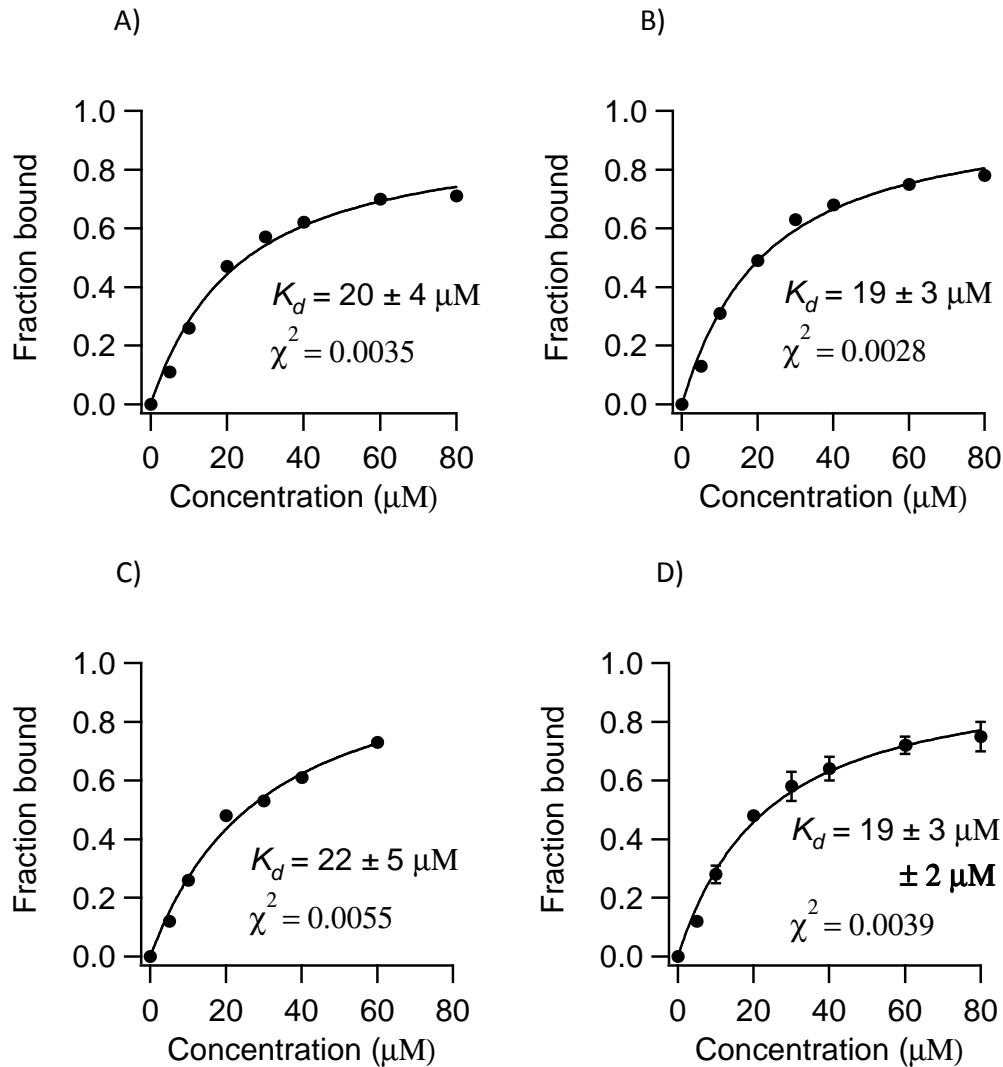 A)
Fraction bound
1.0
0.8
0.6
0.4
0.2
0.0
K_d = 20 ± 4 μM
χ² = 0.0035
0 20 40 60 80
Concentration (μM)
B)
Fraction bound
1.0
0.8
0.6
0.4
0.2
0.0
K_d = 19 ± 3 μM
χ² = 0.0028
0 20 40 60 80
Concentration (μM)
C)
Fraction bound
1.0
0.8
0.6
0.4
0.2
0.0
K_d = 22 ± 5 μM
χ² = 0.0055
0 20 40 60 80
Concentration (μM)
D)
Fraction bound
1.0
0.8
0.6
0.4
0.2
0.0
K_d = 19 ± 3 μM
± 2 μM
χ² = 0.0039
0 20 40 60 80
Concentration (μM)